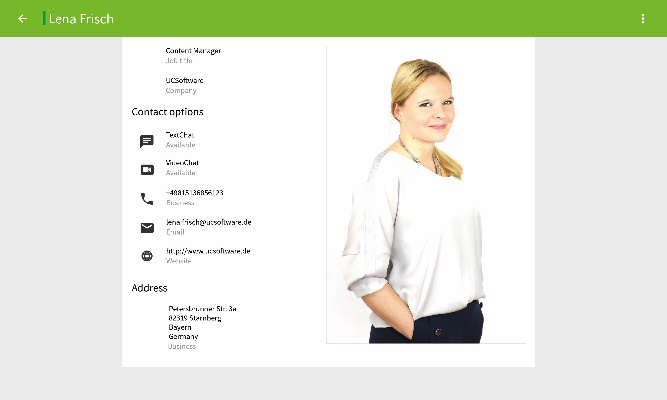 Lena Frisch
Content Manager
Job title
UCSoftware
Company
Contact options
TextChat
Available
VideoChat
Available
+49815136856123
Business
lena.frisch@ucsoftware.de
Email
http://www.ucsoftware.de
Website
Address
Petersbrunner Str. 3a
82319 Starnberg
Bayern
Germany
Business